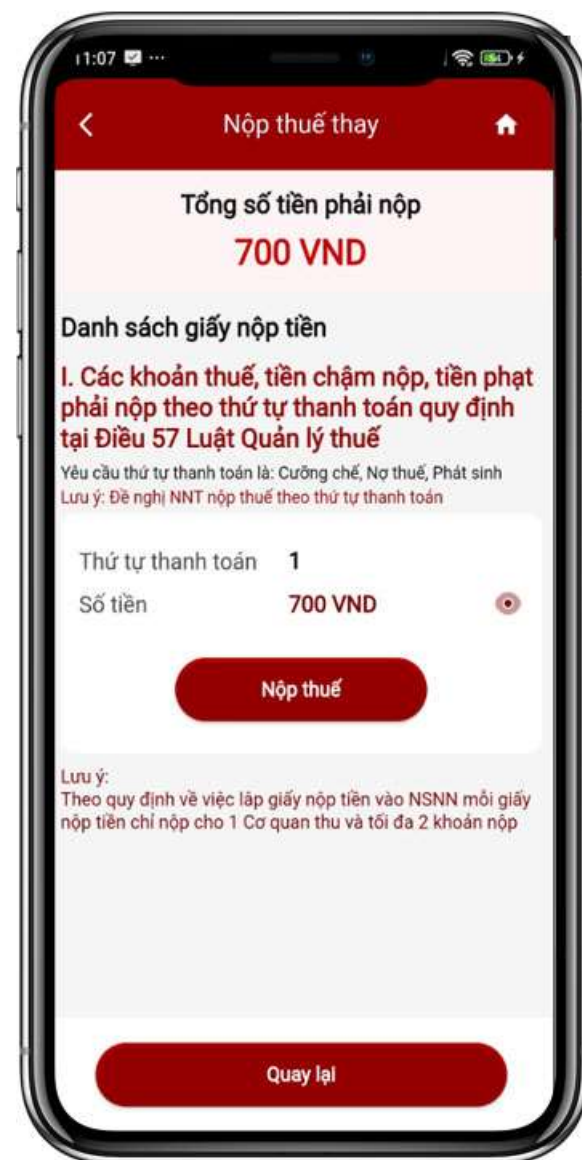 11:07
Nộp thuế thay
Tổng số tiền phải nộp
700 VND
Danh sách giấy nộp tiền
I. Các khoản thuế, tiền chậm nộp, tiền phạt
phải nộp theo thứ tự thanh toán quy định
tại Điều 57 Luật Quản lý thuế
Yêu cầu thứ tự thanh toán là: Cưỡng chế, Nợ thuế, Phát sinh
Lưu ý: Đề nghị NNT nộp thuế theo thứ tự thanh toán
Thứ tự thanh toán 1
Số tiền 700 VND
Nộp thuế
Lưu ý:
Theo quy định về việc lập giấy nộp tiền vào NSNN mỗi giấy
nộp tiền chỉ nộp cho 1 Cơ quan thu và tối đa 2 khoản nộp
Quay lại